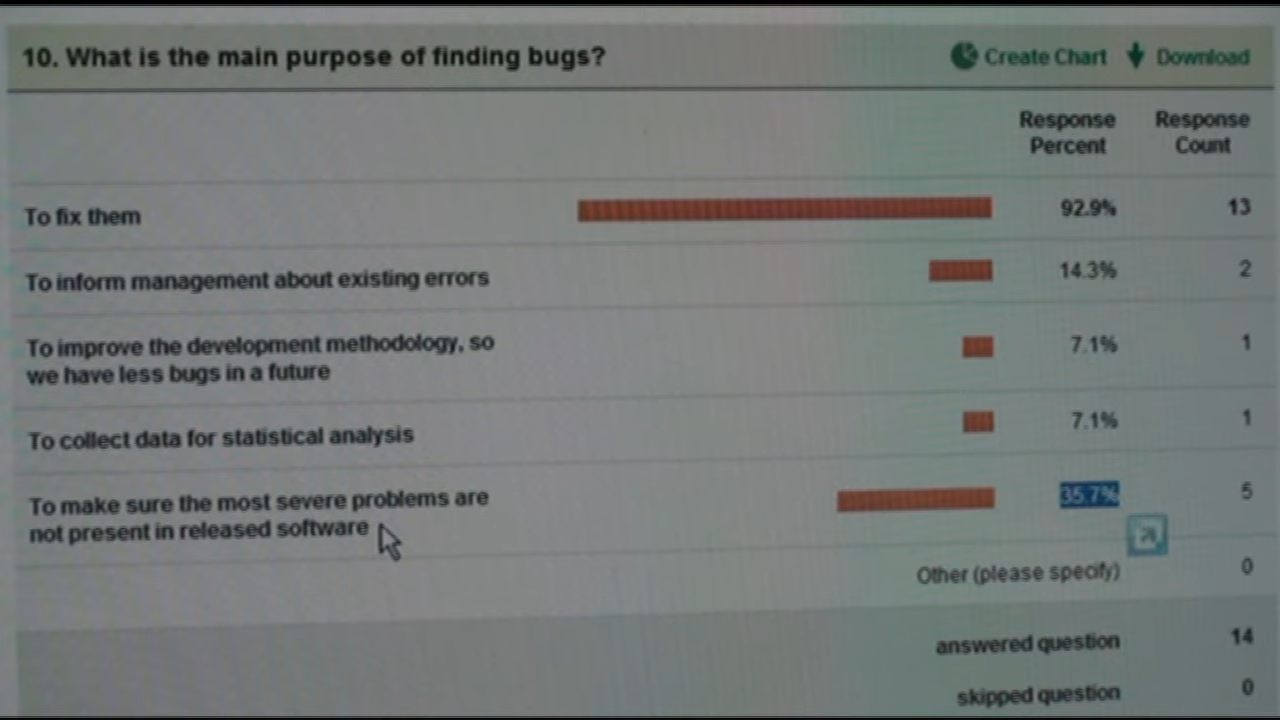 10. What is the main purpose of finding bugs?
Create Chart
Download
Response Percent
Response Count
To fix them
92.9%
13
To inform management about existing errors
14.3%
2
To improve the development methodology, so
we have less bugs in a future
7.1%
1
To collect data for statistical analysis
7.1%
1
To make sure the most severe problems are
not present in released software
35.7%
5
Other (please specify)
0
answered question
14
skipped question
0